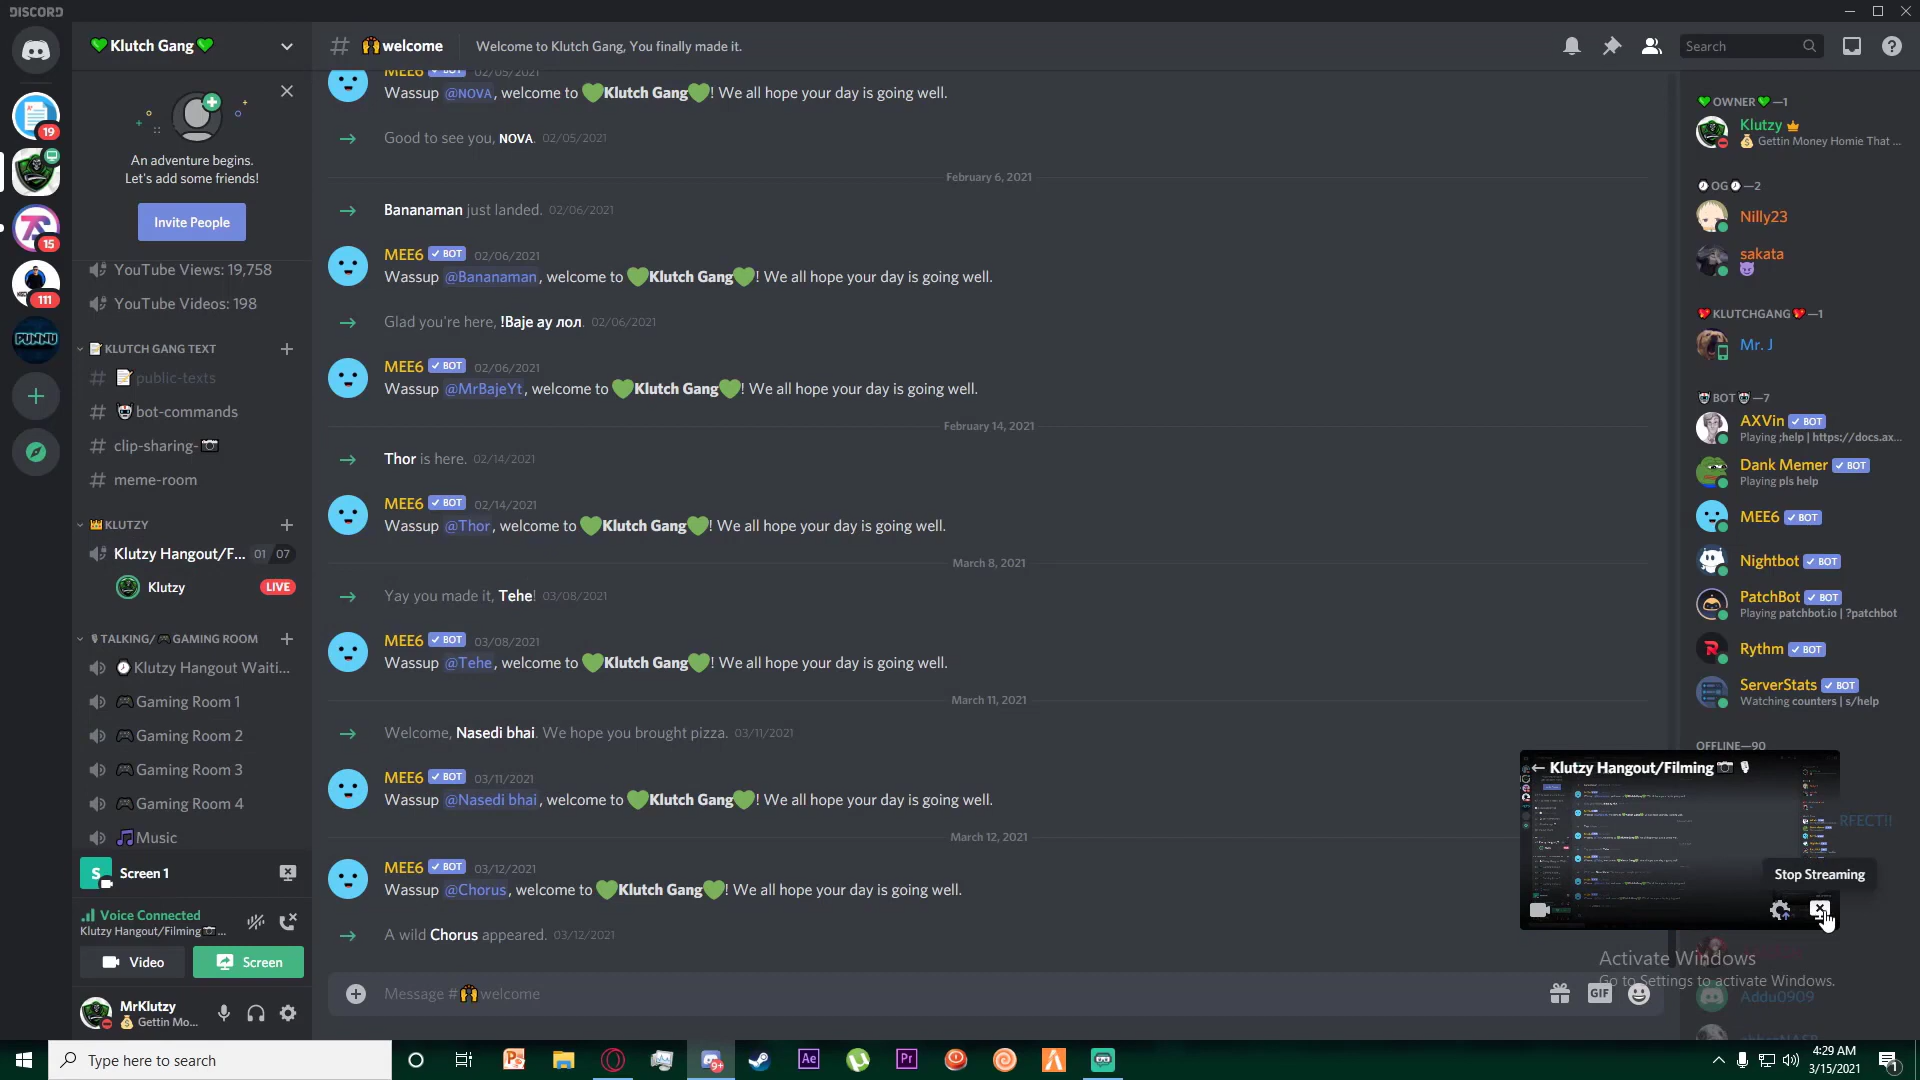 DISCORD
Klutch Gang
welcome
Welcome to Klutch Gang, You finally made it.
Search
19
15
111
PUNNU
An adventure begins.
Let's add some friends!
Invite People
YouTube Views: 19,758
YouTube Videos: 198
KLUTCH GANG TEXT
public-texts
bot-commands
clip-sharing-
meme-room
KLUTZY
Klutzy Hangout/F... 01 07
Klutzy LIVE
TALKING/ GAMING ROOM
Klutzy Hangout Waiti...
Gaming Room 1
Gaming Room 2
Gaming Room 3
Gaming Room 4
Music
S Screen 1
Voice Connected
Klutzy Hangout/Filming ...
Video Screen
MrKlutzy
Gettin Mo...
MEE6 BOT 02/05/2021
Wassup @NOVA, welcome to Klutch Gang! We all hope your day is going well.
Good to see you, NOVA. 02/05/2021
February 6, 2021
Bananaman just landed. 02/06/2021
MEE6 BOT 02/06/2021
Wassup @Bananaman, welcome to Klutch Gang! We all hope your day is going well.
Glad you're here, !Baje ay лол. 02/06/2021
MEE6 BOT 02/06/2021
Wassup @MrBajeYt, welcome to Klutch Gang! We all hope your day is going well.
February 14, 2021
Thor is here. 02/14/2021
MEE6 BOT 02/14/2021
Wassup @Thor, welcome to Klutch Gang! We all hope your day is going well.
March 8, 2021
Yay you made it, Tehe! 03/08/2021
MEE6 BOT 03/08/2021
Wassup @Tehe, welcome to Klutch Gang! We all hope your day is going well.
March 11, 2021
Welcome, Nasedi bhai. We hope you brought pizza. 03/11/2021
MEE6 BOT 03/11/2021
Wassup @Nasedi bhai, welcome to Klutch Gang! We all hope your day is going well.
March 12, 2021
MEE6 BOT 03/12/2021
Wassup @Chorus, welcome to Klutch Gang! We all hope your day is going well.
A wild Chorus appeared. 03/12/2021
Message # welcome
GIF
OWNER —1
Klutzy
Gettin Money Homie That ...
OG —2
Nilly23
sakata
KLUTCHGANG —1
Mr. J
BOT —7
AXVin BOT
Playing ;help | https://docs.ax...
Dank Memer BOT
Playing pls help
MEE6 BOT
Nightbot BOT
PatchBot BOT
Playing patchbot.io | ?patchbot
Rythm BOT
ServerStats BOT
Watching counters | s/help
OFFLINE—90
Klutzy Hangout/Filming
RFECT!!
Stop Streaming
Activate Windows
Go to Settings to activate Windows.
Addu0909
Type here to search
9+
Ae
Pr
4:29 AM
3/15/2021
1